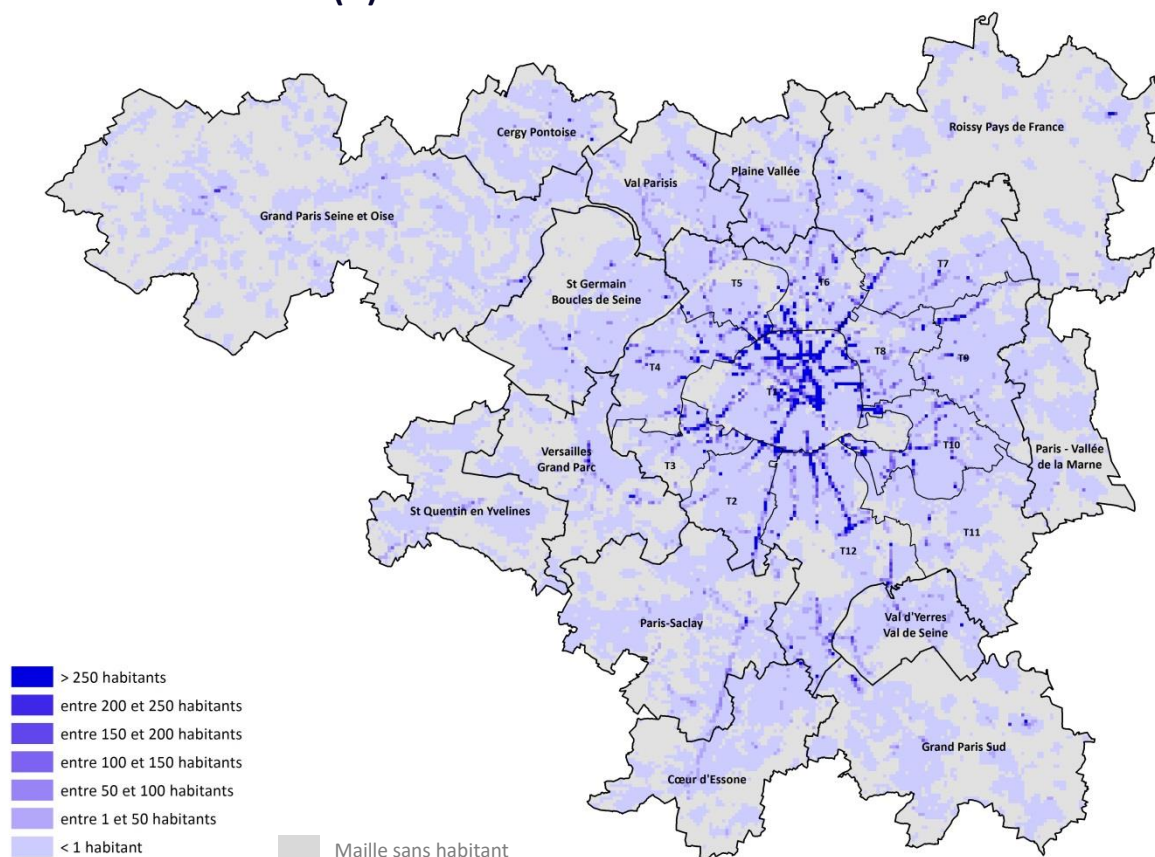 Cergy Pontoise
Roissy Pays de France
Val Parisis
Plaine Vallée
Grand Paris Seine et Oise
T7
St Germain
Boucles de Seine
T5
T6
T8
T9
T4
T1
Versailles
Grand Parc
T3
T10
Paris - Vallée
de la Marne
T2
St Quentin en Yvelines
T11
T12
Paris-Saclay
Val d'Yerres
Val de Seine
Grand Paris Sud
Cœur d'Essone
> 250 habitants
entre 200 et 250 habitants
entre 150 et 200 habitants
entre 100 et 150 habitants
entre 50 et 100 habitants
entre 1 et 50 habitants
< 1 habitant
Maille sans habitant